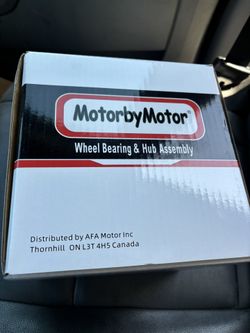 MotorbyMotor®
Wheel Bearing & Hub Assembly
Distributed by AFA Motor Inc
Thornhill ON L3T 4H5 Canada